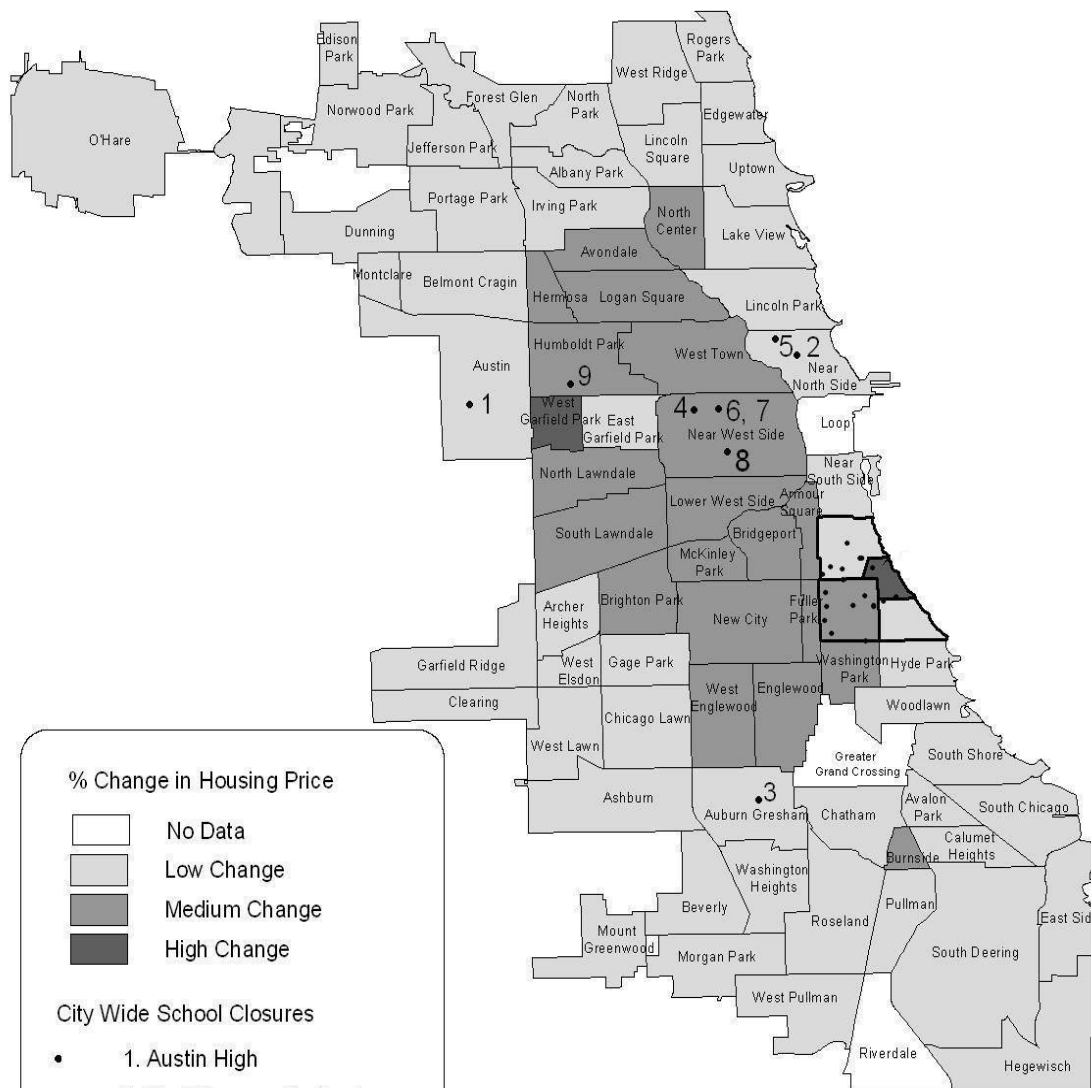 Edison
Park
Rogers
Park
West Ridge
Forest Glen
North
Park
Norwood Park
Edgewater
O'Hare
Jefferson Park
Lincoln
Square
Uptown
Albany Park
Portage Park
Irving Park
North
Center
Dunning
Lake View
Avondale
Montclare
Belmont Cragin
Hermosa
Logan Square
Lincoln Park
Humboldt Park
West Town
5
2
Near
North Side
Austin
9
1
West
Garfield Park
East
Garfield Park
4
6, 7
Near West Side
Loop
8
Near
South Side
North Lawndale
Lower West Side
Armour
Square
South Lawndale
Bridgeport
McKinley
Park
Brighton Park
Archer
Heights
New City
Fuller
Park
Garfield Ridge
West
Elsdon
Gage Park
Washington
Park
Hyde Park
Clearing
West
Englewood
Englewood
Woodlawn
Chicago Lawn
West Lawn
Greater
Grand Crossing
South Shore
Ashburn
3
Auburn Gresham
Chatham
Avalon
Park
South Chicago
Calumet
Heights
Burnside
Washington
Heights
Beverly
Roseland
Pullman
East Sid
Mount
Greenwood
Morgan Park
South Deering
West Pullman
Riverdale
Hegewisch
% Change in Housing Price
No Data
Low Change
Medium Change
High Change
City Wide School Closures
• 1. Austin High